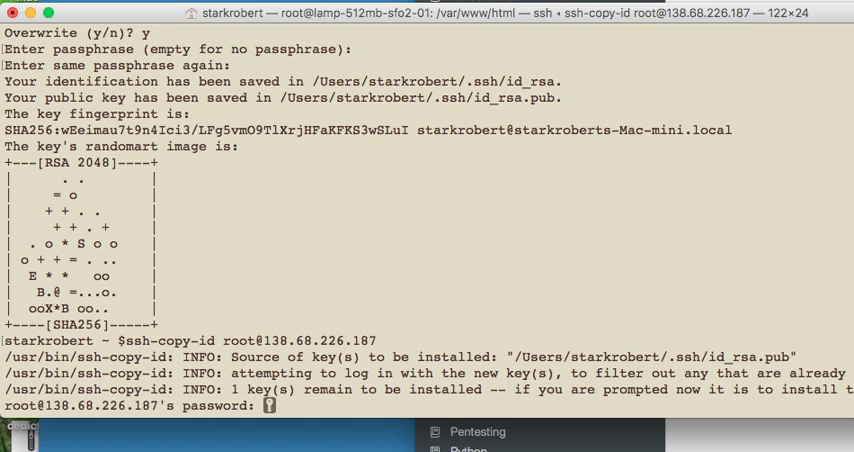 starkrobert — root@lamp-512mb-sfo2-01: /var/www/html — ssh ◂ ssh-copy-id root@138.68.226.187 — 122×24
Overwrite (y/n)? y
Enter passphrase (empty for no passphrase):
Enter same passphrase again:
Your identification has been saved in /Users/starkrobert/.ssh/id_rsa.
Your public key has been saved in /Users/starkrobert/.ssh/id_rsa.pub.
The key fingerprint is:
SHA256:wEeimau7t9n4Ici3/LFg5vmO9TlXrjHFaKFKS3wSLuI starkrobert@starkroberts-Mac-mini.local
The key's randomart image is:
+---[RSA 2048]----+
|      . .        |
|     = o         |
|    + + . .      |
|     + + . +     |
|  . o * S o o    |
| o + + = . ..    |
|  E * *   oo     |
|   B.@ =...o.    |
|  ooX*B oo..     |
+----[SHA256]-----+
starkrobert ~ $ssh-copy-id root@138.68.226.187
/usr/bin/ssh-copy-id: INFO: Source of key(s) to be installed: "/Users/starkrobert/.ssh/id_rsa.pub"
/usr/bin/ssh-copy-id: INFO: attempting to log in with the new key(s), to filter out any that are already
/usr/bin/ssh-copy-id: INFO: 1 key(s) remain to be installed -- if you are prompted now it is to install t
root@138.68.226.187's password:
Pentesting
Python